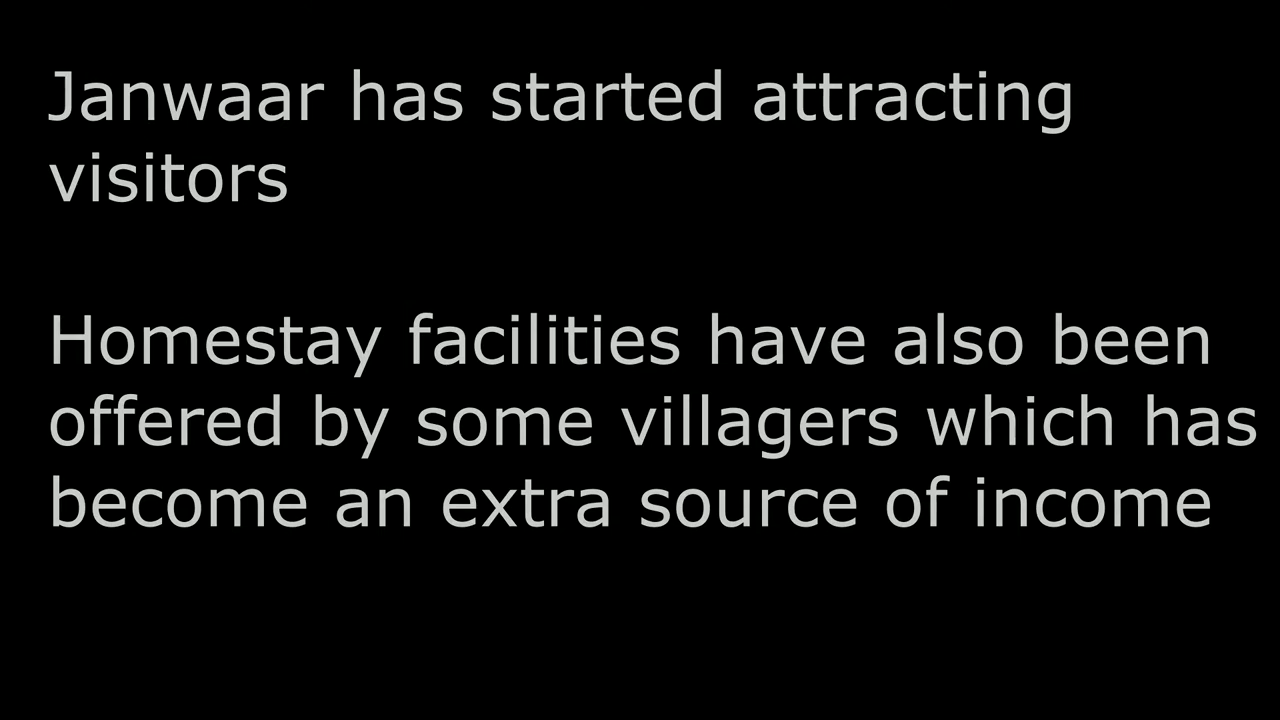 Janwaar has started attracting
visitors
Homestay facilities have also been
offered by some villagers which has
become an extra source of income